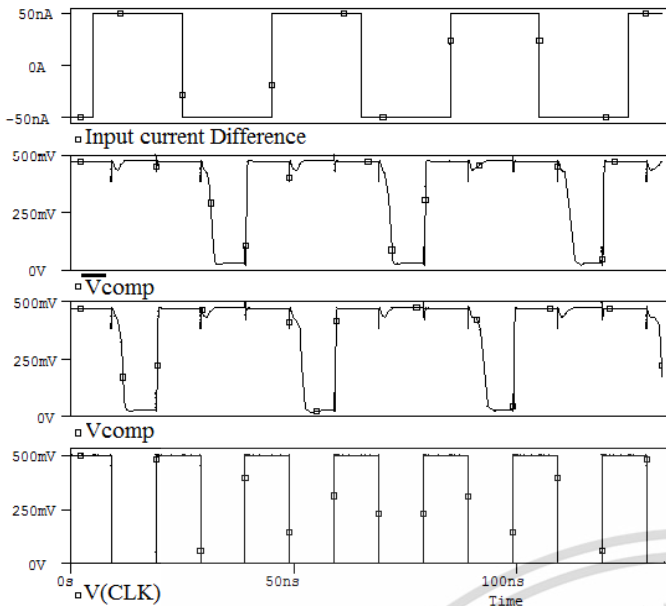 50nA
0A
-50nA
Input current Difference
500mV
250mV
0V
Vcomp
500mV
250mV
0V
Vcomp
500mV
250mV
0V
0s
50ns
100ns
V(CLK)
Time